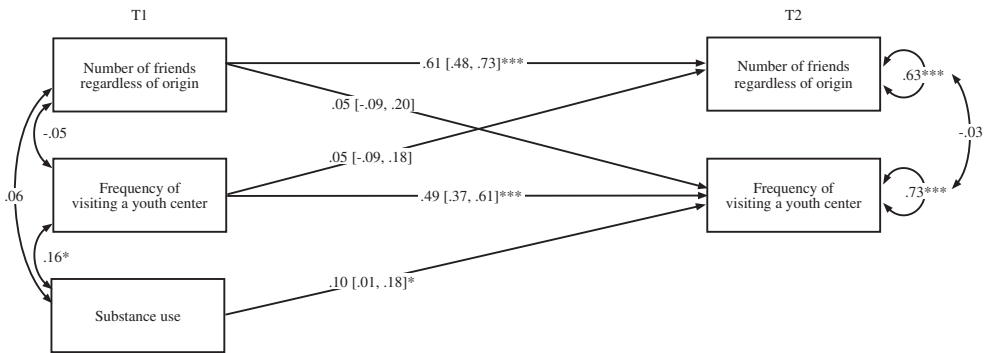 T1
T2
Number of friends
regardless of origin
.61 [.48, .73]***
Number of friends
regardless of origin
.63***
.05 [-.09, .20]
-.05
-.03
.05 [-.09, .18]
.06
Frequency of
visiting a youth center
.49 [.37, .61]***
Frequency of
visiting a youth center
.73***
.16*
.10 [.01, .18]*
Substance use